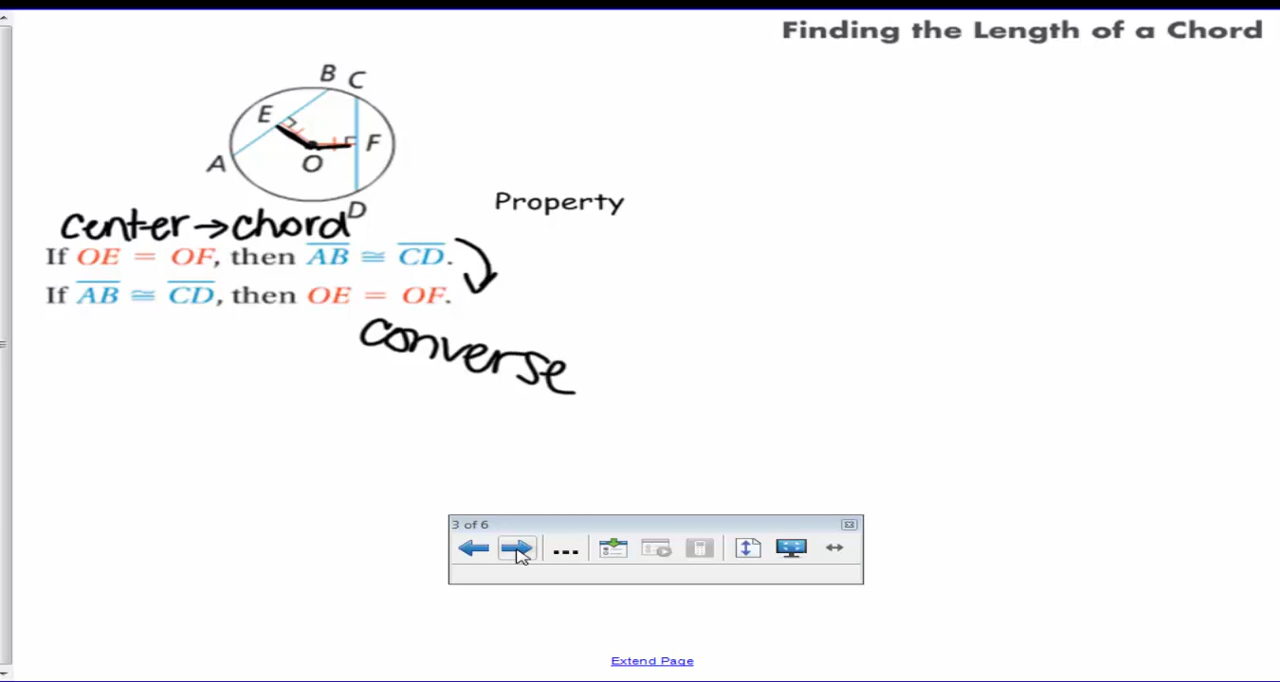 Finding the Length of a Chord
B C
E
F
A
O
D
center → chord
Property
If OE = OF, then AB ≅ CD.
If AB ≅ CD, then OE = OF.
converse
3 of 6
...
Extend Page